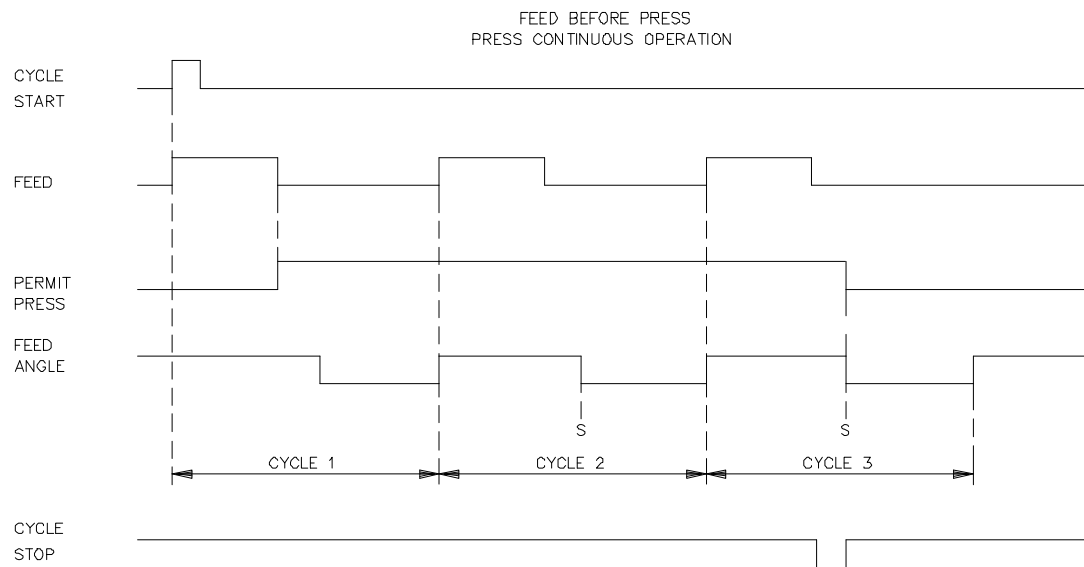 FEED BEFORE PRESS
PRESS CONTINUOUS OPERATION
CYCLE
START
FEED
PERMIT
PRESS
FEED
ANGLE
S
S
CYCLE 1
CYCLE 2
CYCLE 3
CYCLE
STOP